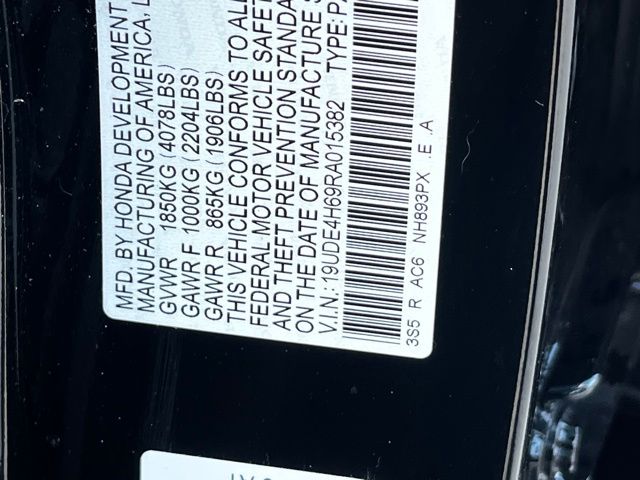 MFD. BY HONDA DEVELOPMENT
MANUFACTURING OF AMERICA,
GVWR 1850KG (4078LBS)
GAWR F 1000KG (2204LBS)
GAWR R 865KG (1906LBS)
THIS VEHICLE CONFORMS TO ALL
FEDERAL MOTOR VEHICLE SAFET
AND THEFT PREVENTION STANDA
ON THE DATE OF MANUFACTURE S
V.I.N.:19UDE4H69RA015382 TYPE:PA
3S5 R AC6 NH893PX .E .A